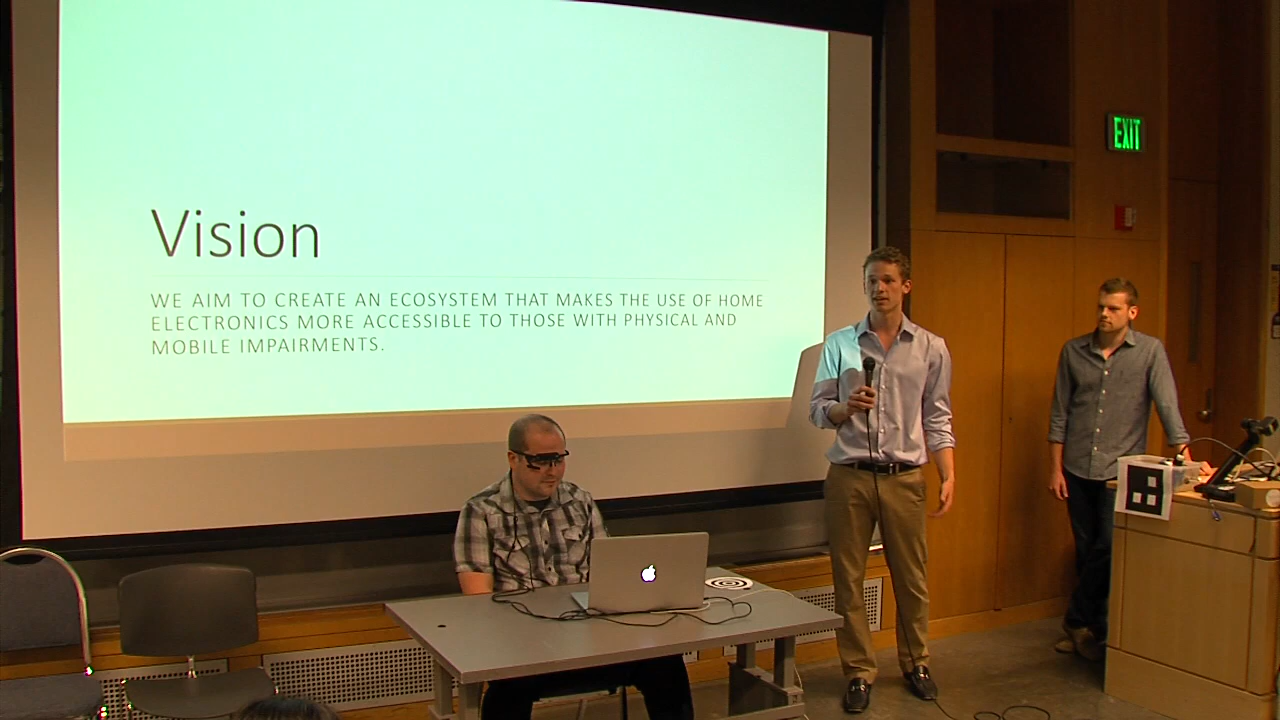 Vision
WE AIM TO CREATE AN ECOSYSTEM THAT MAKES THE USE OF HOME
ELECTRONICS MORE ACCESSIBLE TO THOSE WITH PHYSICAL AND
MOBILE IMPAIRMENTS.
EXIT